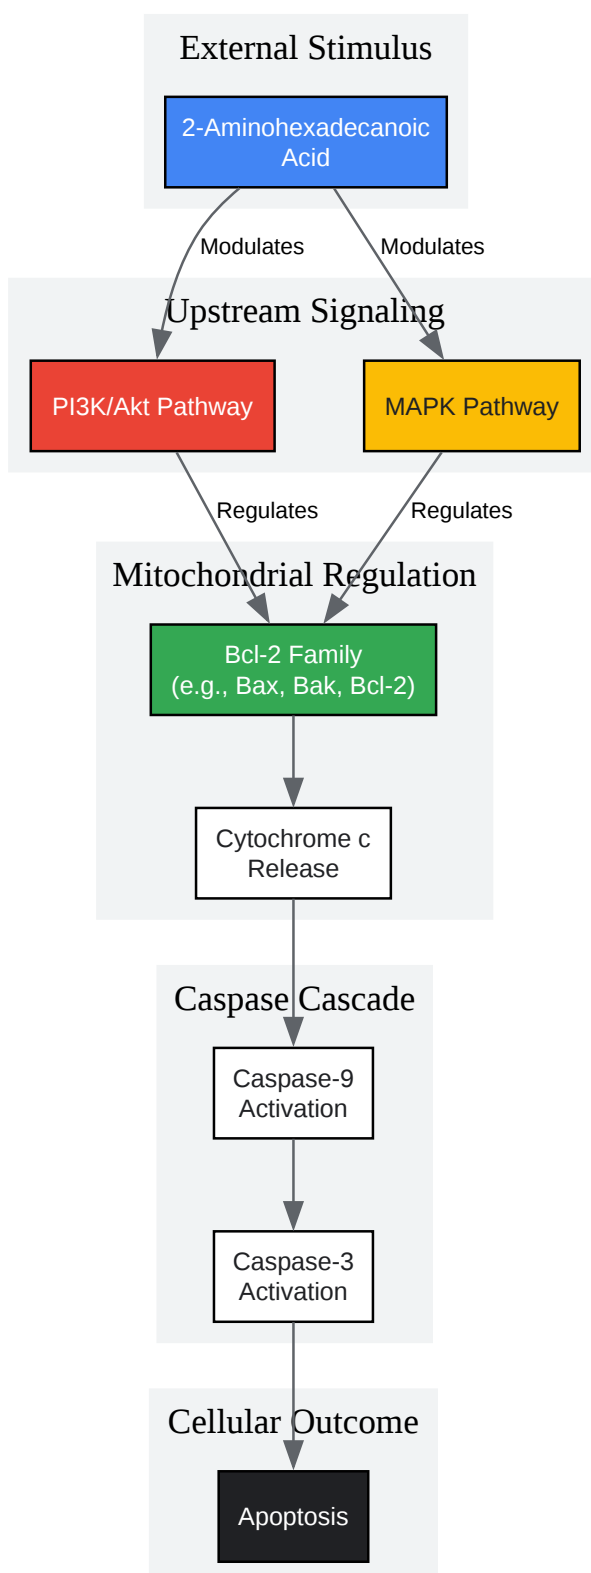 External Stimulus
2-Aminohexadecanoic
Acid
Modulates
Modulates
Upstream Signaling
PI3K/Akt Pathway
MAPK Pathway
Regulates
Regulates
Mitochondrial Regulation
Bcl-2 Family
(e.g., Bax, Bak, Bcl-2)
Cytochrome c
Release
Caspase Cascade
Caspase-9
Activation
Caspase-3
Activation
Cellular Outcome
Apoptosis